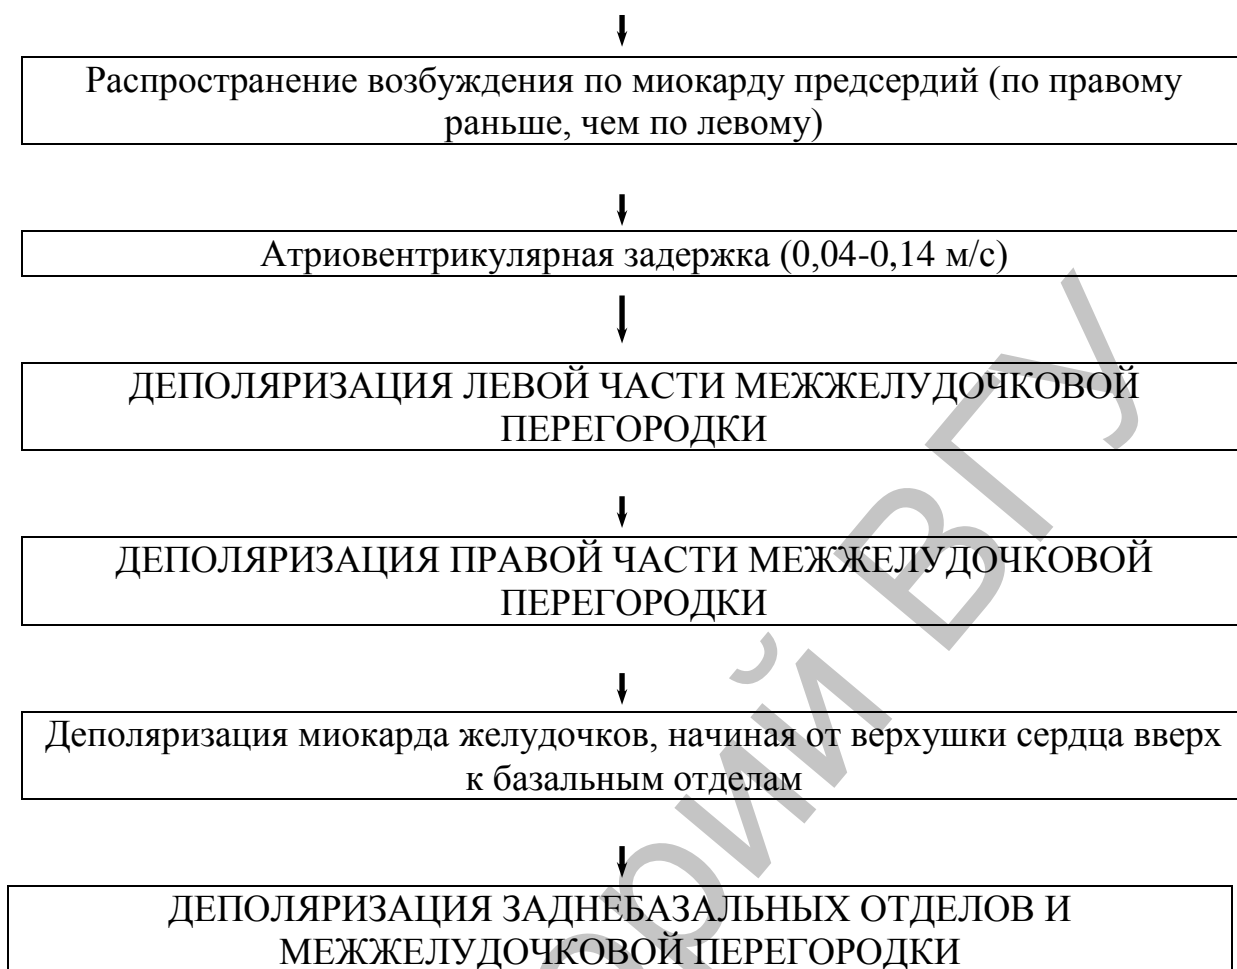 Распространение возбуждения по миокарду предсердий (по правому
раньше, чем по левому)
Атриовентрикулярная задержка (0,04-0,14 м/с)
ДЕПОЛЯРИЗАЦИЯ ЛЕВОЙ ЧАСТИ МЕЖЖЕЛУДОЧКОВОЙ
ПЕРЕГОРОДКИ
ДЕПОЛЯРИЗАЦИЯ ПРАВОЙ ЧАСТИ МЕЖЖЕЛУДОЧКОВОЙ
ПЕРЕГОРОДКИ
Деполяризация миокарда желудочков, начиная от верхушки сердца вверх
к базальным отделам
ДЕПОЛЯРИЗАЦИЯ ЗАДНЕБАЗАЛЬНЫХ ОТДЕЛОВ И
МЕЖЖЕЛУДОЧКОВОЙ ПЕРЕГОРОДКИ
ВГУ